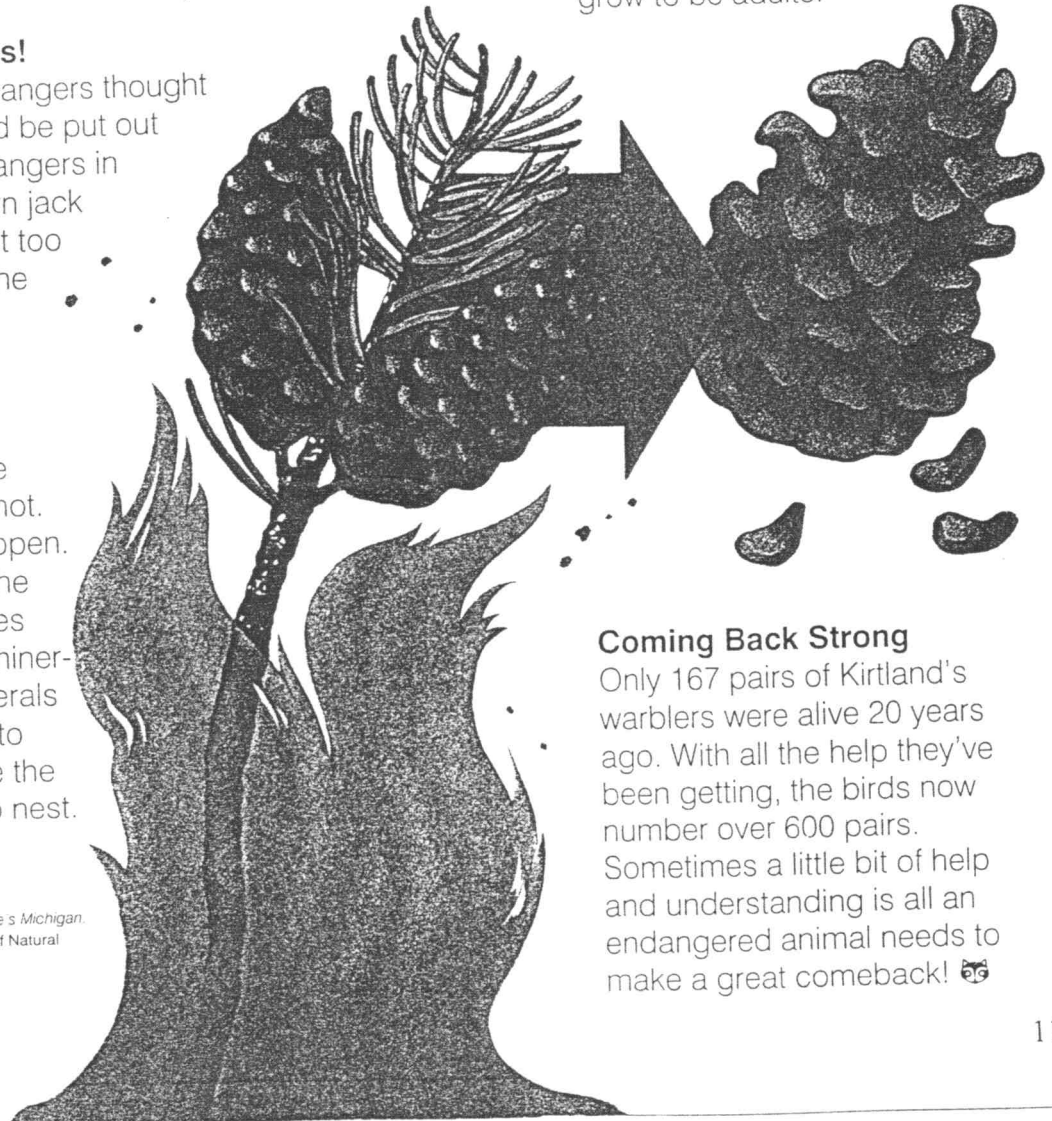 s!
angers thought
d be put out
angers in
n jack
t too
ne
e
not.
open.
he
es
miner-
erals
to
e the
o nest.
e's Michigan.
f Natural
grow to be adults.
Coming Back Strong
Only 167 pairs of Kirtland's
warblers were alive 20 years
ago. With all the help they've
been getting, the birds now
number over 600 pairs.
Sometimes a little bit of help
and understanding is all an
endangered animal needs to
make a great comeback!
1